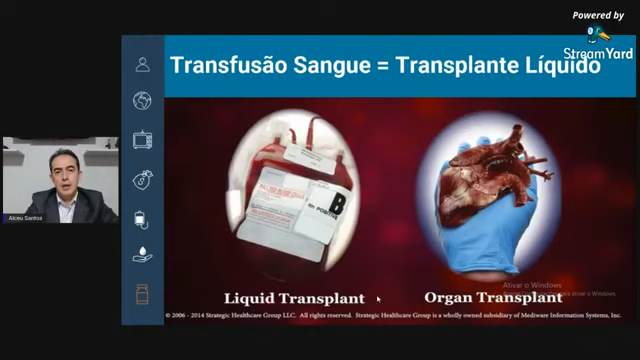 Powered by
StreamYard
Transfusão Sangue = Transplante Líquido
B
Rh POSITIVE
Alceu Santos
Ativar o Windows
Liquid Transplant
Organ Transplant
© 2006 - 2014 Strategic Healthcare Group LLC. All rights reserved. Strategic Healthcare Group is a wholly owned subsidiary of Mediware Information Systems, Inc.